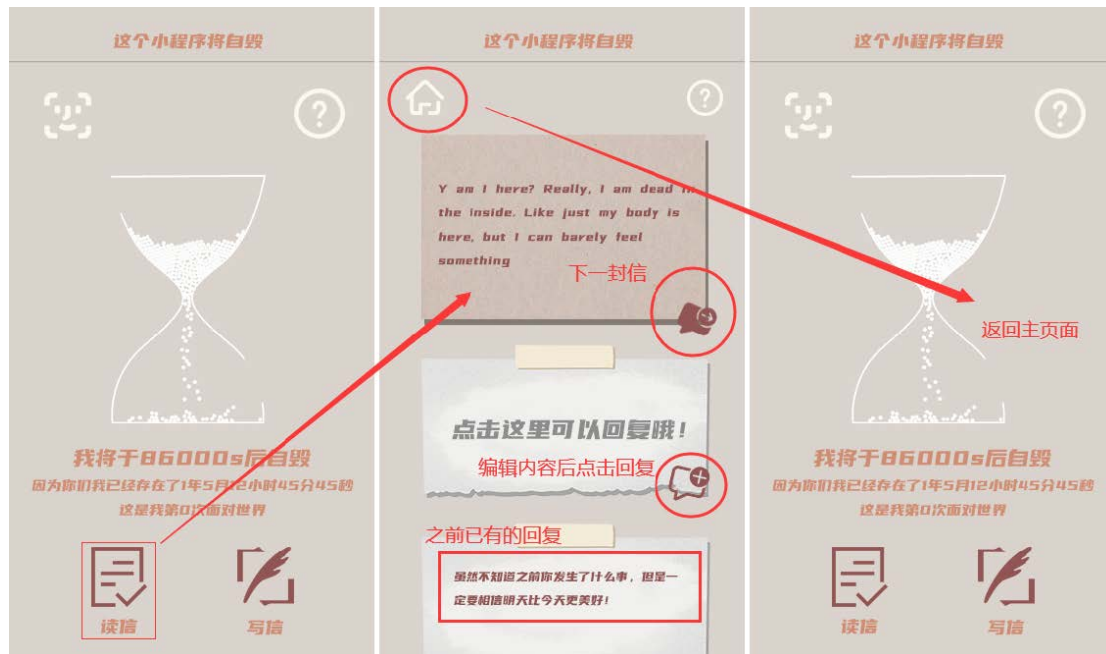 这个小程序将自毁
?
我将于86000s后自毁
因为你们我已经存在了1年5月12小时45分45秒
这是我第0次面对世界
读信
写信
这个小程序将自毁
?
Y am I here? Really, I am dead in
the inside. Like just my body is
here, but I can barely feel
something
下一封信
点击这里可以回复哦!
编辑内容后点击回复
之前已有的回复
虽然不知道之前你发生了什么事，但是一
定要相信明天比今天更美好!
这个小程序将自毁
?
返回主页面
我将于86000s后自毁
因为你们我已经存在了1年5月12小时45分45秒
这是我第0次面对世界
读信
写信